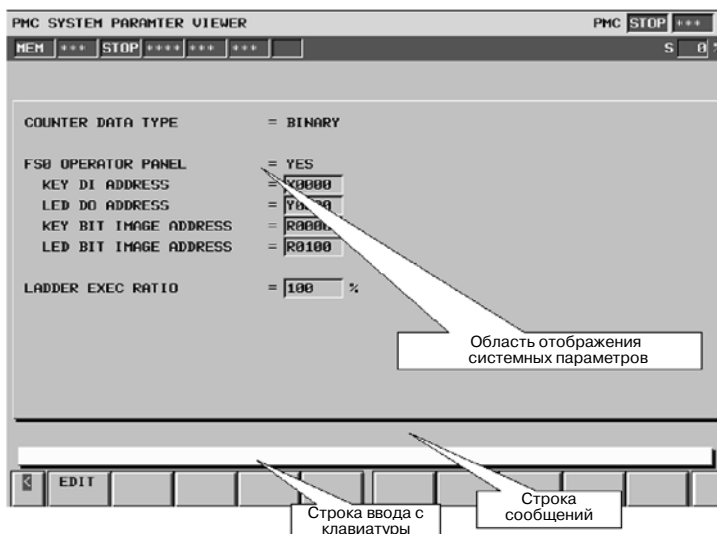 PMC SYSTEM PARAMTER VIEWER PMC STOP ***
MEM *** STOP **** *** *** S 0 %
COUNTER DATA TYPE = BINARY
FS0 OPERATOR PANEL = YES
KEY DI ADDRESS = X0000
LED DO ADDRESS =
KEY BIT IMAGE ADDRESS = R0000
LED BIT IMAGE ADDRESS = R0100
LADDER EXEC RATIO = 100 %
Область отображения
системных параметров
< EDIT
Строка ввода с
клавиатуры
Строка
сообщений